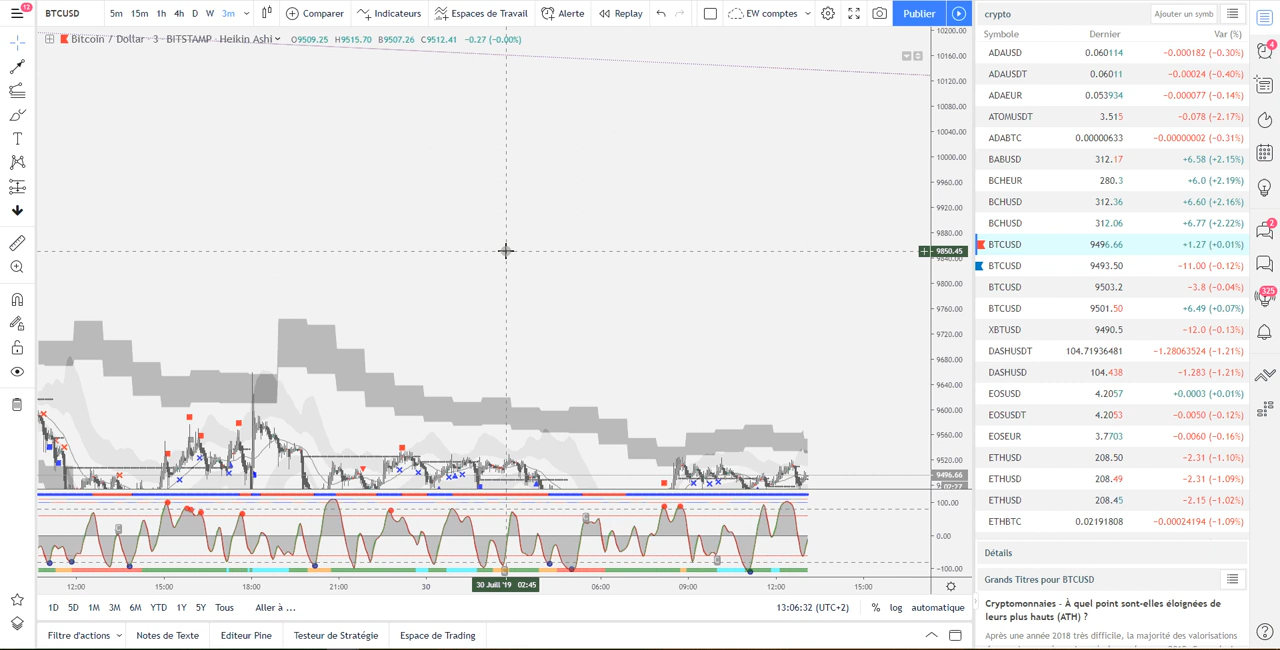 12
BTCUSD 5m 15m 1h 4h D W 3m Comparer Indicateurs Espaces de Travail Alerte Replay EW comptes Publier
Bitcoin / Dollar · 3 · BITSTAMP Heikin Ashi O9509.25 H9515.70 B9507.26 C9512.41 −0.27 (−0.00%)
10200.00
10160.00
10120.00
10080.00
10040.00
10000.00
9960.00
9920.00
9880.00
9850.45
9840.00
9800.00
9760.00
9720.00
9680.00
9640.00
9600.00
9560.00
9520.00
9496.66
100.00
0.00
−100.00
12:00 15:00 18:00 21:00 30 30 Juill '19 02:45 06:00 09:00 12:00 15:00
1D 5D 1M 3M 6M YTD 1Y 5Y Tous Aller à ... 13:06:32 (UTC+2) % log automatique
Filtre d'actions Notes de Texte Editeur Pine Testeur de Stratégie Espace de Trading
crypto Ajouter un symb
Symbole Dernier Var (%)
ADAUSD 0.060114 −0.000182 (−0.30%)
ADAUSDT 0.06011 −0.00024 (−0.40%)
ADAEUR 0.053934 −0.000077 (−0.14%)
ATOMUSDT 3.515 −0.078 (−2.17%)
ADABTC 0.00000633 −0.00000002 (−0.31%)
BABUSD 312.17 +6.58 (+2.15%)
BCHEUR 280.3 +6.0 (+2.19%)
BCHUSD 312.36 +6.60 (+2.16%)
BCHUSD 312.06 +6.77 (+2.22%)
BTCUSD 9496.66 +1.27 (+0.01%)
BTCUSD 9493.50 −11.00 (−0.12%)
BTCUSD 9503.2 −3.8 (−0.04%)
BTCUSD 9501.50 +6.49 (+0.07%)
XBTUSD 9490.5 −12.0 (−0.13%)
DASHUSDT 104.71936481 −1.28063524 (−1.21%)
DASHUSD 104.438 −1.283 (−1.21%)
EOSUSD 4.2057 +0.0003 (+0.01%)
EOSUSDT 4.2053 −0.0050 (−0.12%)
EOSEUR 3.7703 −0.0060 (−0.16%)
ETHUSD 208.50 −2.31 (−1.10%)
ETHUSD 208.49 −2.31 (−1.09%)
ETHUSD 208.45 −2.15 (−1.02%)
ETHBTC 0.02191808 −0.00024194 (−1.09%)
Détails
Grands Titres pour BTCUSD
Cryptomonnaies - À quel point sont-elles éloignées de
leurs plus hauts (ATH) ?
Après une année 2018 très difficile, la majorité des valorisations
4
2
325